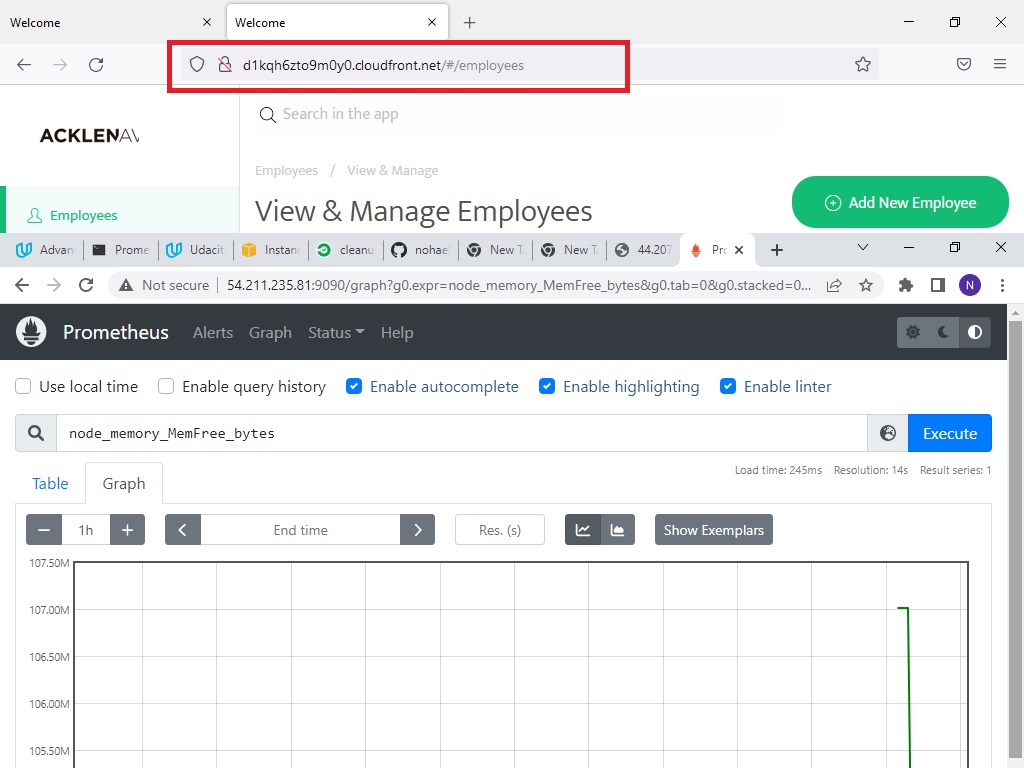 Welcome Welcome
d1kqh6zto9m0y0.cloudfront.net/#/employees
ACKLENAV Search in the app
Employees / View & Manage
View & Manage Employees Add New Employee
Employees
Advan Prome Udacit Instan cleanu nohael New T New T 44.207 Pro
Not secure 54.211.235.81:9090/graph?g0.expr=node_memory_MemFree_bytes&g0.tab=0&g0.stacked=0... N
Prometheus Alerts Graph Status Help
Use local time Enable query history Enable autocomplete Enable highlighting Enable linter
node_memory_MemFree_bytes Execute
Load time: 245ms Resolution: 14s Result series: 1
Table Graph
1h End time Res. (s) Show Exemplars
107.50M
107.00M
106.50M
106.00M
105.50M